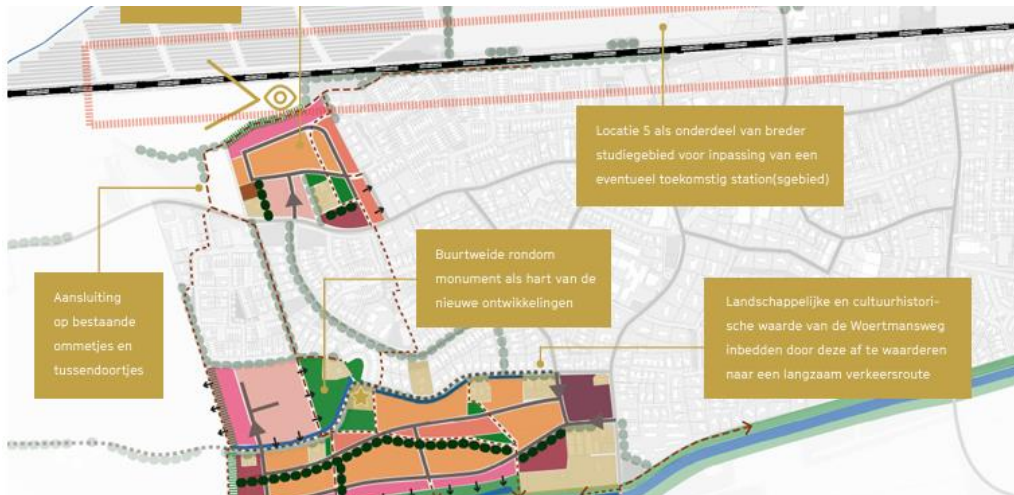 Locatie 5 als onderdeel van breder
studiegebied voor inpassing van een
eventueel toekomstig station(sgebied)
Buurtweide rondom
monument als hart van de
nieuwe ontwikkelingen
Aansluiting
op bestaande
ommetjes en
tussendoortjes
Landschappelijke en cultuurhistori-
sche waarde van de Woertmansweg
inbedden door deze af te waarderen
naar een langzaam verkeersroute